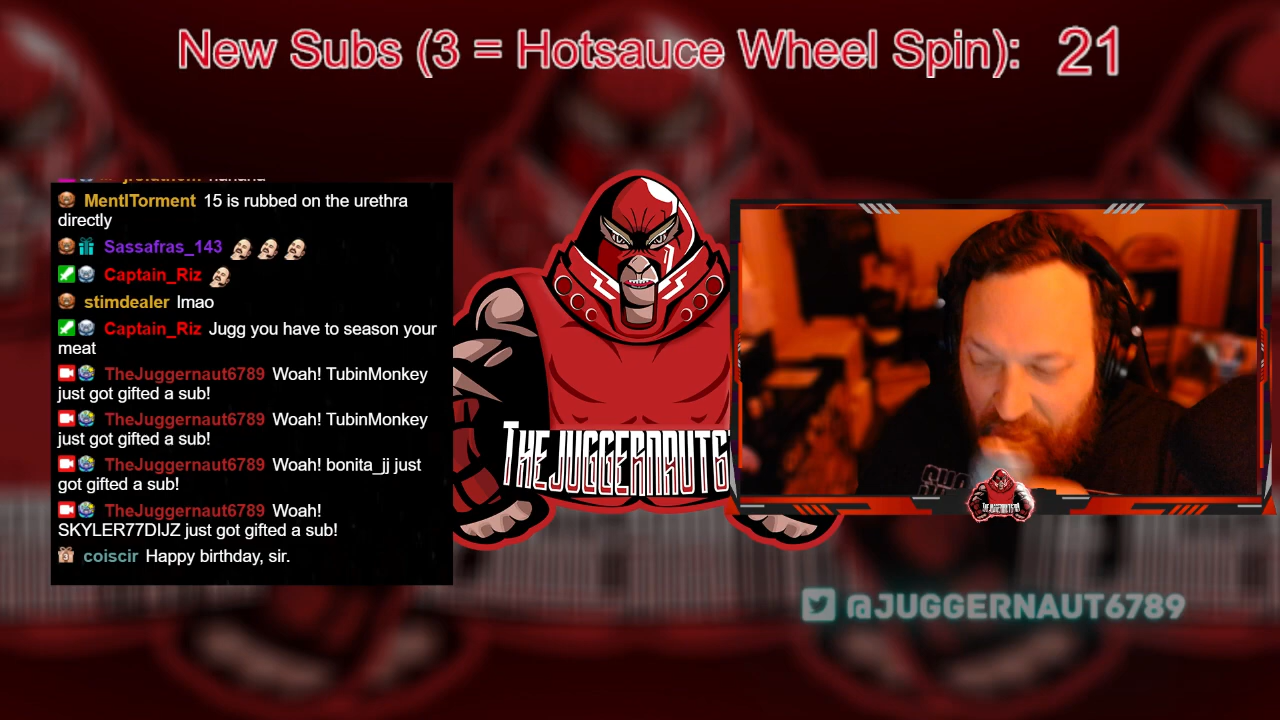 New Subs (3 = Hotsauce Wheel Spin): 21
MentlTorment 15 is rubbed on the urethra
directly
Sassafras_143
Captain_Riz
stimdealer lmao
Captain_Riz Jugg you have to season your
meat
TheJuggernaut6789 Woah! TubinMonkey
just got gifted a sub!
TheJuggernaut6789 Woah! TubinMonkey
just got gifted a sub!
TheJuggernaut6789 Woah! bonita_jj just
got gifted a sub!
TheJuggernaut6789 Woah!
SKYLER77DIJZ just got gifted a sub!
coiscir Happy birthday, sir.
THEJUGGERNAUT6
@JUGGERNAUT6789